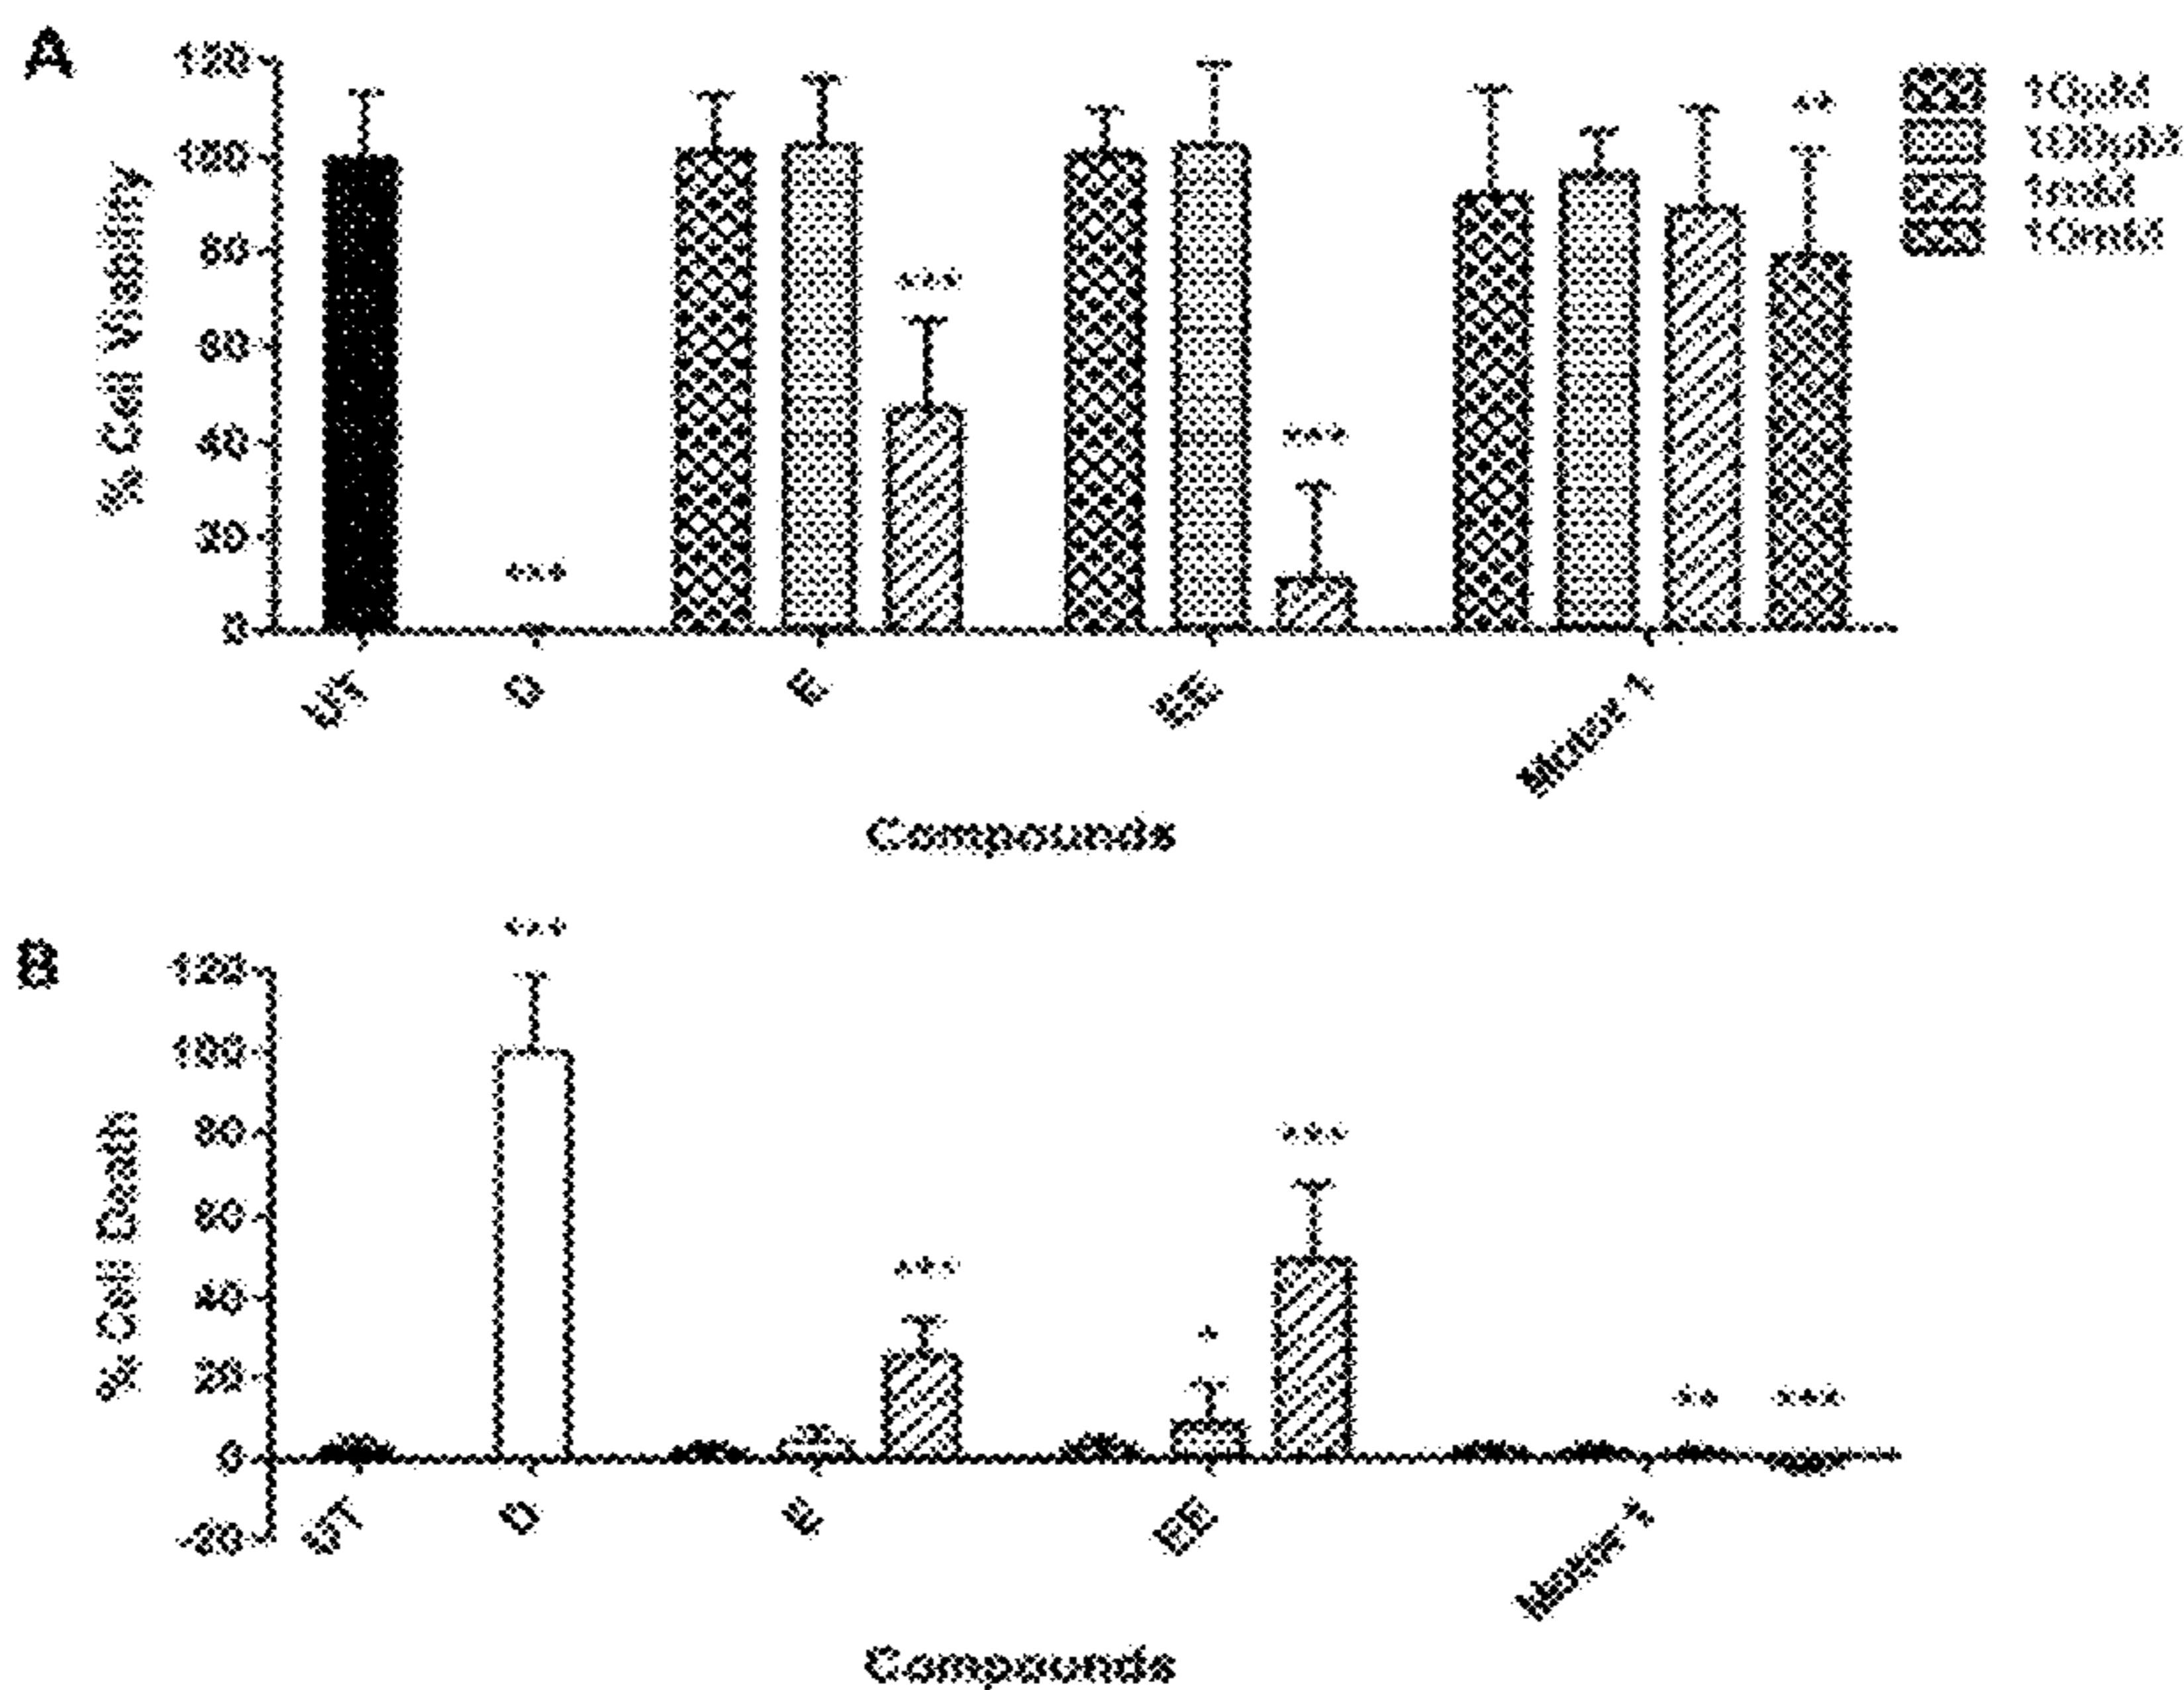 A
120
100
80
60
40
20
0
% Cell Viability
***
***
***
**
10µM
100µM
1mM
10mM
UT
D
E
EE
Compounds
B
120
100
80
60
40
20
0
-20
% Cell Death
***
***
*
***
**
***
UT
D
E
EE
Compounds